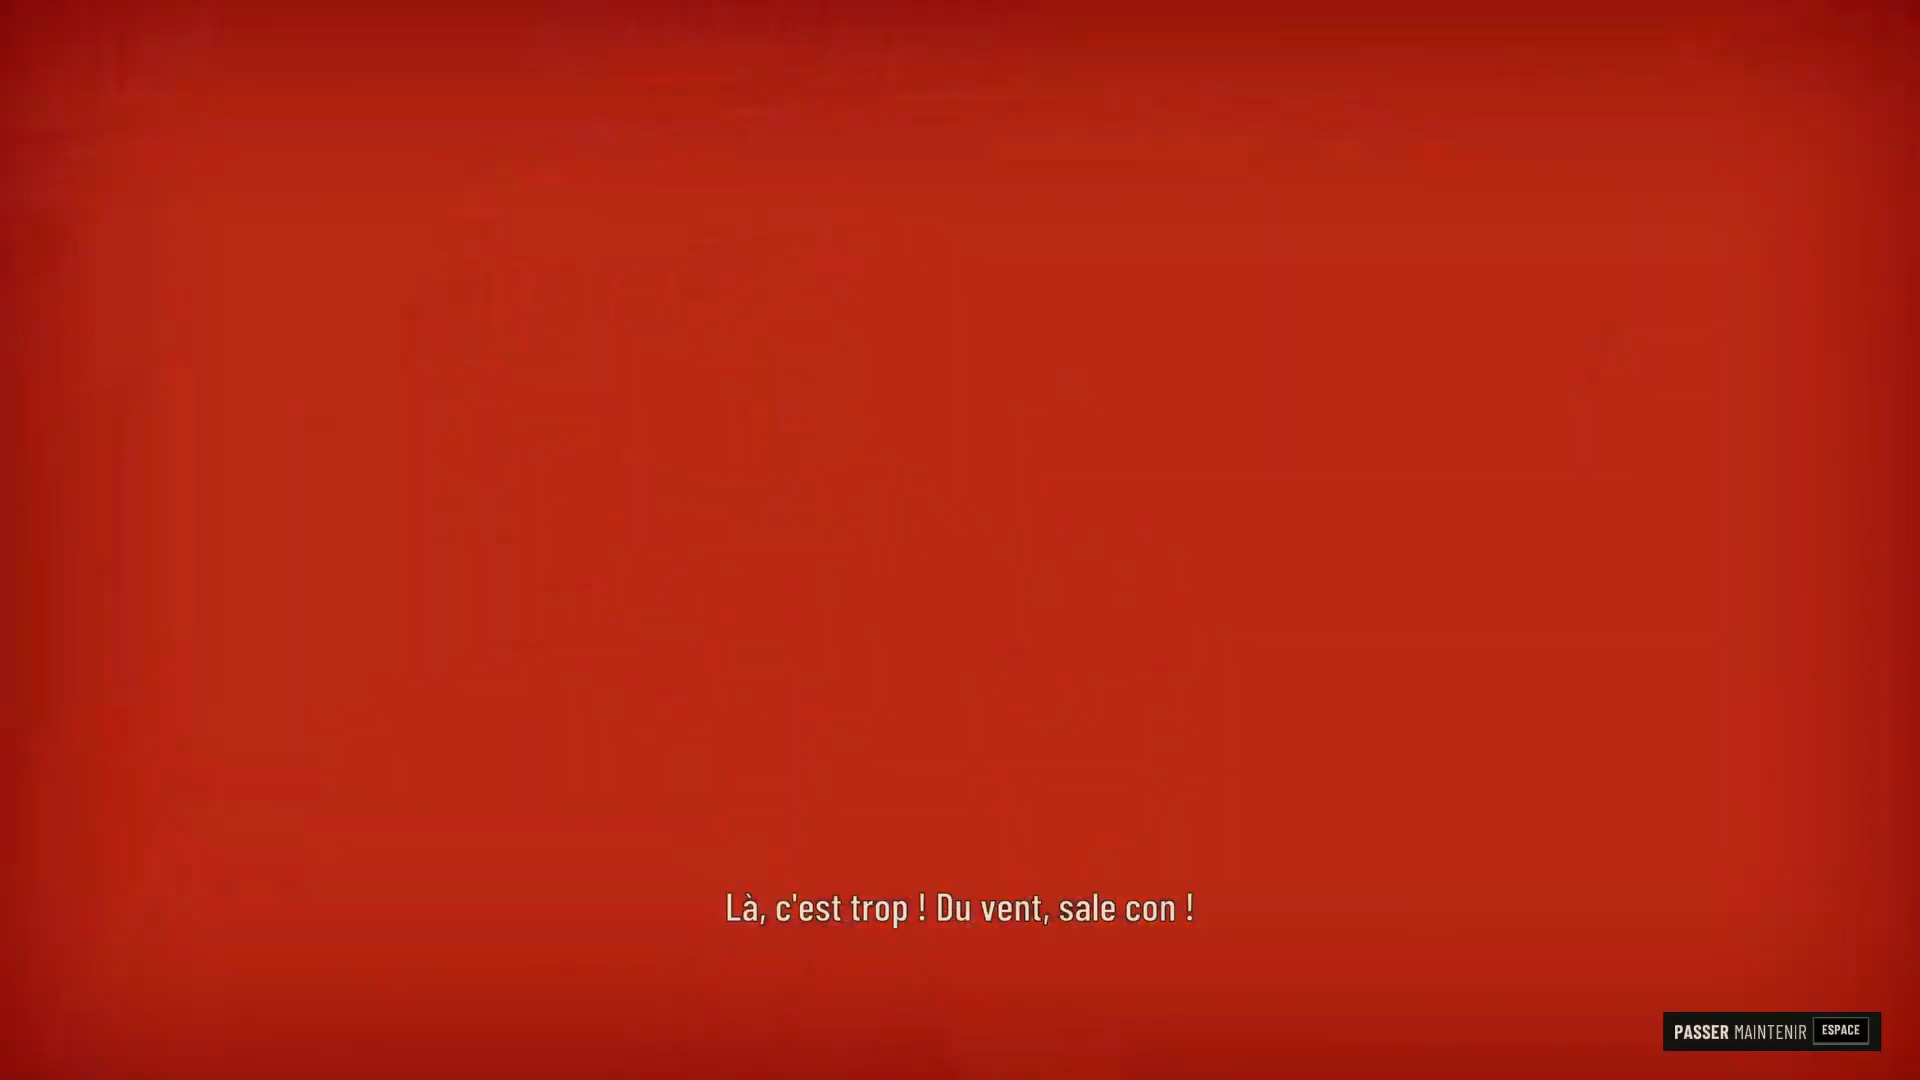 Là, c'est trop ! Du vent, sale con !
PASSER MAINTENIR ESPACE